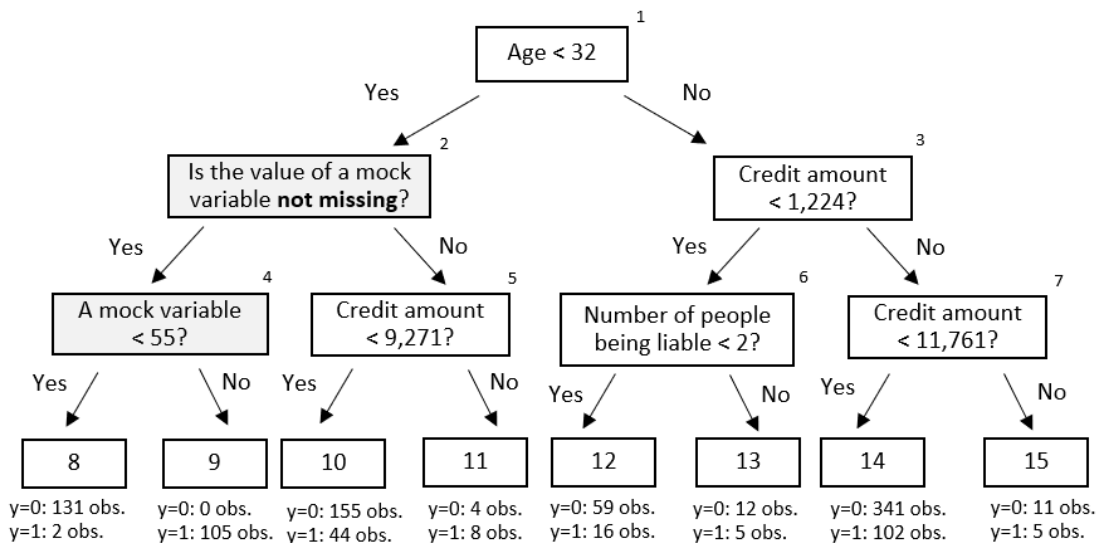 1
Age < 32
Yes
No
2
3
Is the value of a mock
variable not missing?
Credit amount
< 1,224?
Yes
No
Yes
No
4
5
6
7
A mock variable
< 55?
Credit amount
< 9,271?
Number of people
being liable < 2?
Credit amount
< 11,761?
Yes
No
Yes
No
Yes
No
Yes
No
8
9
10
11
12
13
14
15
y=0: 131 obs.
y=1: 2 obs.
y=0: 0 obs.
y=1: 105 obs.
y=0: 155 obs.
y=1: 44 obs.
y=0: 4 obs.
y=1: 8 obs.
y=0: 59 obs.
y=1: 16 obs.
y=0: 12 obs.
y=1: 5 obs.
y=0: 341 obs.
y=1: 102 obs.
y=0: 11 obs.
y=1: 5 obs.